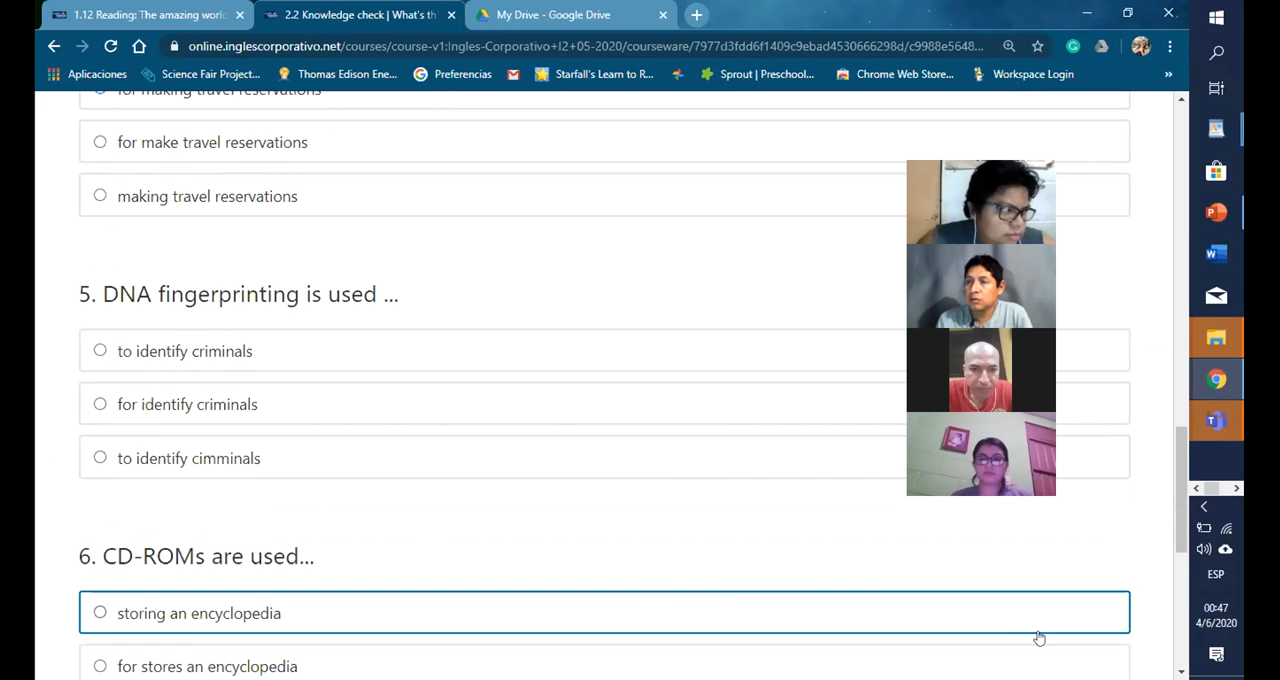 1.12 Reading: The amazing worl
2.2 Knowledge check | What's th
My Drive - Google Drive
online.inglescorporativo.net/courses/course-v1:Ingles-Corporativo+I2+05-2020/courseware/7977d3fdd6f1409c9ebad4530666298d/c9988e5648...
Aplicaciones
Science Fair Project...
Thomas Edison Ene...
Preferencias
Starfall's Learn to R...
Sprout | Preschool...
Chrome Web Store...
Workspace Login
»
for making travel reservations
for make travel reservations
making travel reservations
5. DNA fingerprinting is used ...
to identify criminals
for identify criminals
to identify cimminals
6. CD-ROMs are used...
storing an encyclopedia
for stores an encyclopedia
ESP
00:47
4/6/2020